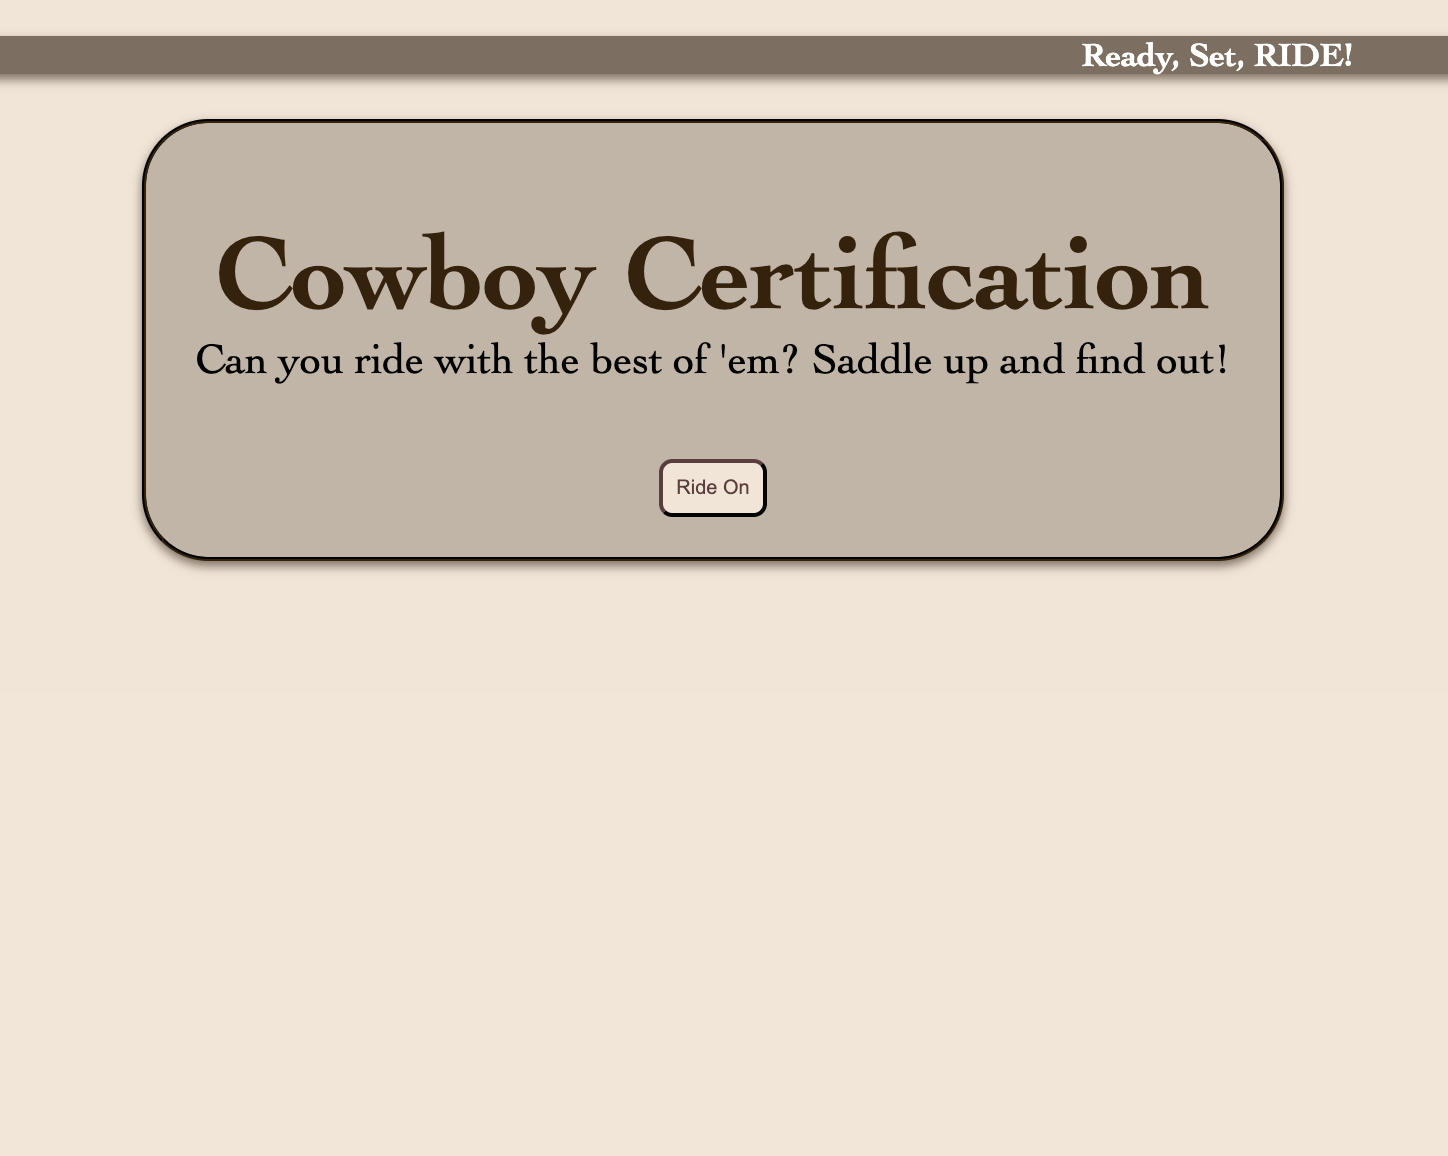 Ready, Set, RIDE!
Cowboy Certification
Can you ride with the best of 'em? Saddle up and find out!
Ride On